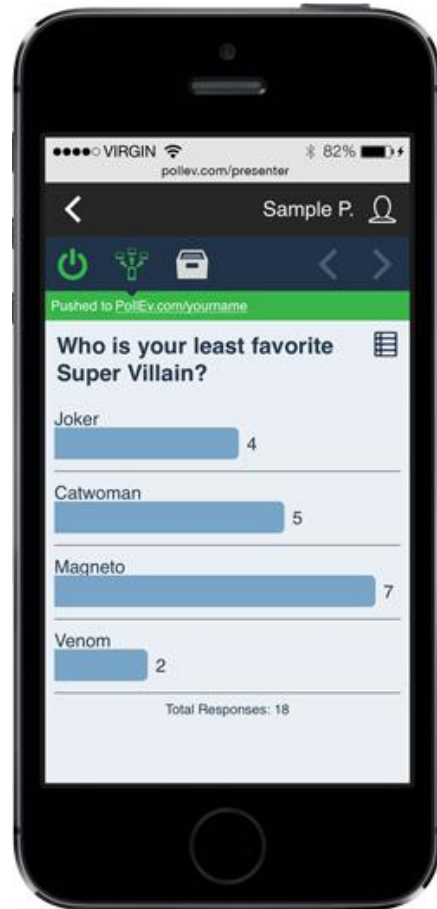 VIRGIN 82%
pollev.com/presenter
Sample P.
Pushed to PollEv.com/yourname
Who is your least favorite
Super Villain?
Joker
4
Catwoman
5
Magneto
7
Venom
2
Total Responses: 18